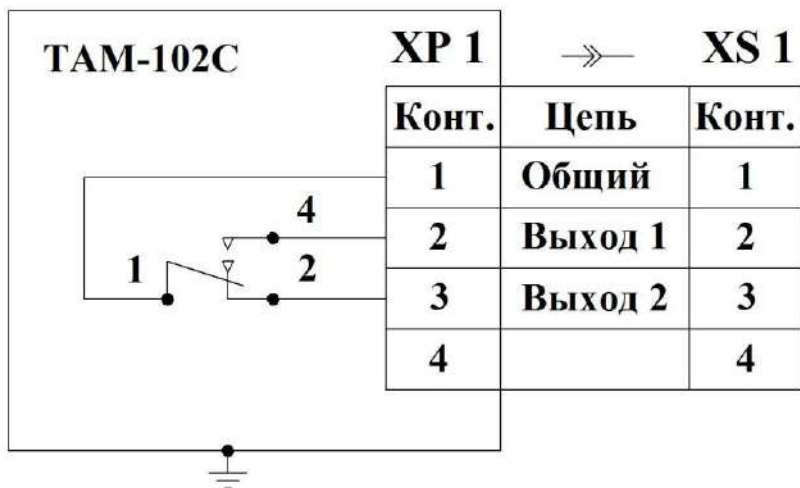 ТАМ-102С
XP 1
XS 1
Конт. Цепь Конт.
1 Общий 1
4
2 Выход 1 2
1
2
3 Выход 2 3
4 4